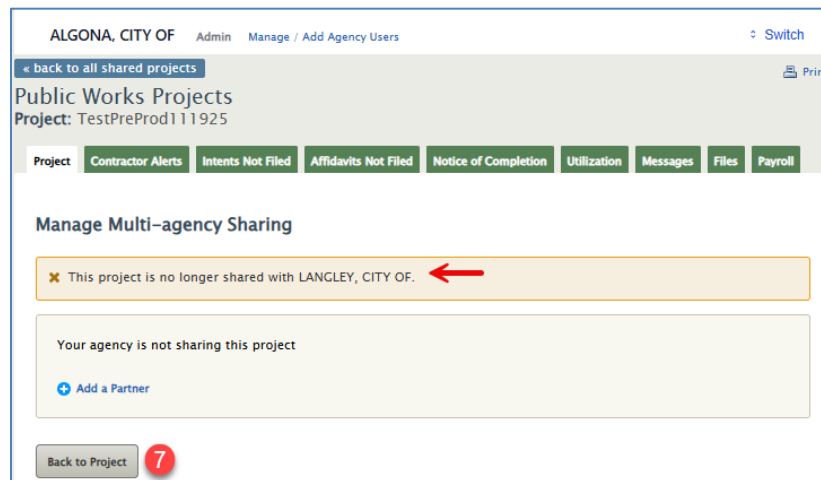 ALGONA, CITY OF Admin Manage / Add Agency Users Switch
« back to all shared projects
Prin
Public Works Projects
Project: TestPreProd111925
Project Contractor Alerts Intents Not Filed Affidavits Not Filed Notice of Completion Utilization Messages Files Payroll
Manage Multi-agency Sharing
This project is no longer shared with LANGLEY, CITY OF.
Your agency is not sharing this project
Add a Partner
Back to Project 7